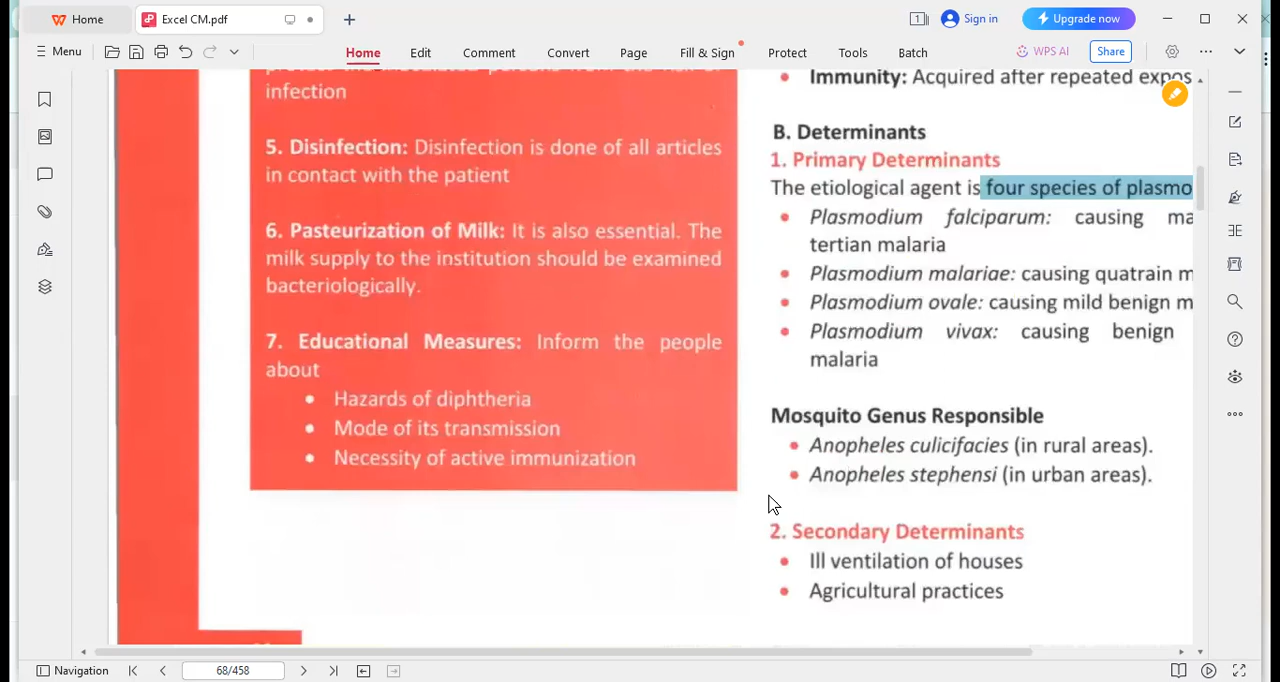 Home
Excel CM.pdf
Sign in
Upgrade now
Menu
Home
Edit
Comment
Convert
Page
Fill & Sign
Protect
Tools
Batch
WPS AI
Share
infection
5. Disinfection: Disinfection is done of all articles
in contact with the patient
6. Pasteurization of Milk: It is also essential. The
milk supply to the institution should be examined
bacteriologically.
7. Educational Measures: Inform the people
about
Hazards of diphtheria
Mode of its transmission
Necessity of active immunization
Immunity: Acquired after repeated expos
B. Determinants
1. Primary Determinants
The etiological agent is four species of plasmo
Plasmodium falciparum: causing ma
tertian malaria
Plasmodium malariae: causing quatrain m
Plasmodium ovale: causing mild benign m
Plasmodium vivax: causing benign
malaria
Mosquito Genus Responsible
Anopheles culicifacies (in rural areas).
Anopheles stephensi (in urban areas).
2. Secondary Determinants
Ill ventilation of houses
Agricultural practices
Navigation
68/458